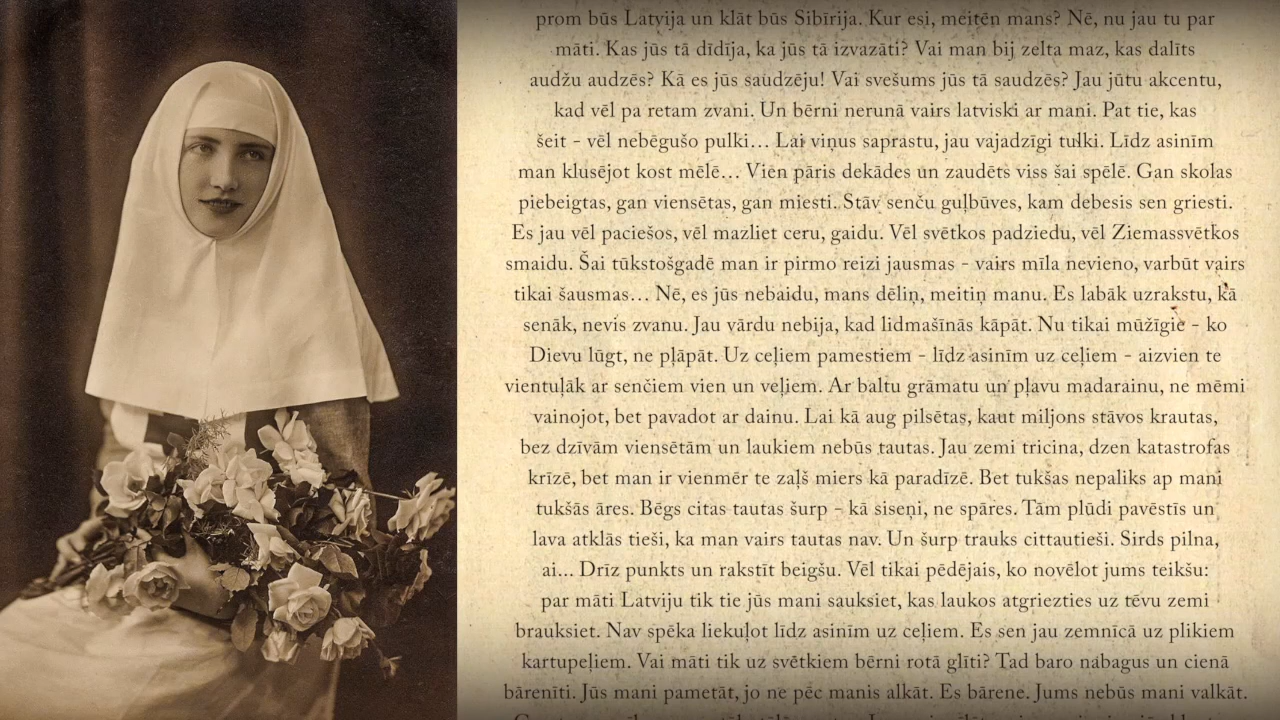 prom būs Latvija un klāt būs Sibīrija. Kur esi, meitēn mans? Nē, nu jau tu par
māti. Kas jūs tā dīdīja, ka jūs tā izvazāti? Vai man bij zelta maz, kas dalīts
audžu audzēs? Kā es jūs saudzēju! Vai svešums jūs tā saudzēs? Jau jūtu akcentu,
kad vēl pa retam zvani. Un bērni nerunā vairs latviski ar mani. Pat tie, kas
šeit - vēl nebēgušo pulki... Lai viņus saprastu, jau vajadzīgi tulki. Līdz asinīm
man klusējot kost mēlē... Vien pāris dekādes un zaudēts viss šai spēlē. Gan skolas
piebeigtas, gan viensētas, gan miesti. Stāv senču guļbūves, kam debesis sen griesti.
Es jau vēl paciešos, vēl mazliet ceru, gaidu. Vēl svētkos padziedu, vēl Ziemassvētkos
smaidu. Šai tūkstošgadē man ir pirmo reizi jausmas - vairs mīla nevieno, varbūt vairs
tikai šausmas... Nē, es jūs nebaidu, mans dēliņ, meitiņ manu. Es labāk uzrakstu, kā
senāk, nevis zvanu. Jau vārdu nebija, kad lidmašīnās kāpāt. Nu tikai mūžīgie - ko
Dievu lūgt, ne pļāpāt. Uz ceļiem pamestiem - līdz asinīm uz ceļiem - aizvien te
vientuļāk ar senčiem vien un veļiem. Ar baltu grāmatu un pļavu madarainu, ne mēmi
vainojot, bet pavadot ar dainu. Lai kā aug pilsētas, kaut miljons stāvos krautas,
bez dzīvām viensētām un laukiem nebūs tautas. Jau zemi tricina, dzen katastrofas
krīzē, bet man ir vienmēr te zaļš miers kā paradīzē. Bet tukšas nepaliks ap mani
tukšās āres. Bēgs citas tautas šurp - kā siseņi, ne spāres. Tām plūdi pavēstīs un
lava atklās tieši, ka man vairs tautas nav. Un šurp trauks cittautieši. Sirds pilna,
ai... Drīz punkts un rakstīt beigšu. Vēl tikai pēdējais, ko novēlot jums teikšu:
par māti Latviju tik tie jūs mani sauksiet, kas laukos atgriezties uz tēvu zemi
brauksiet. Nav spēka liekuļot līdz asinīm uz ceļiem. Es sen jau zemnīcā uz plikiem
kartupeļiem. Vai māti tik uz svētkiem bērni rotā glīti? Tad baro nabagus un cienā
bārenīti. Jūs mani pametāt, jo ne pēc manis alkāt. Es bārene. Jums nebūs mani valkāt.